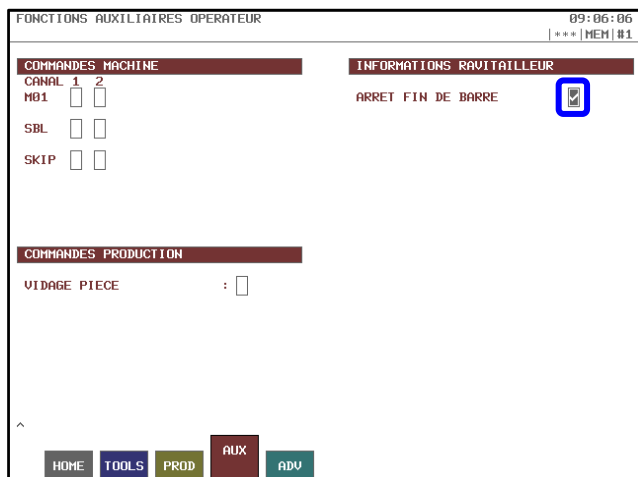 FONCTIONS AUXILIAIRES OPERATEUR
09:06:06
|***|MEM|#1
COMMANDES MACHINE
CANAL 1 2
M01
SBL
SKIP
INFORMATIONS RAVITAILLEUR
ARRET FIN DE BARRE
COMMANDES PRODUCTION
VIDAGE PIECE :
^
HOME TOOLS PROD AUX ADV